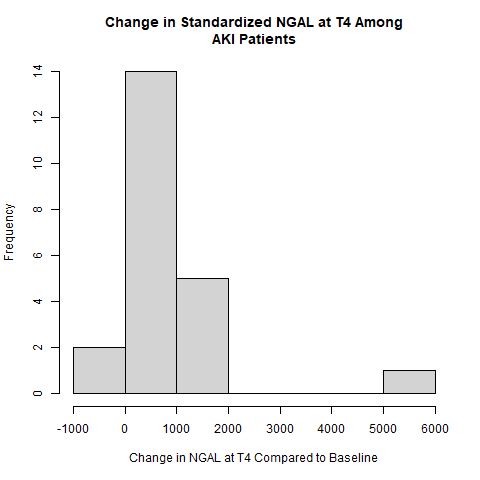 Change in Standardized NGAL at T4 Among
AKI Patients
Frequency
14
12
10
8
6
4
2
0
-1000 0 1000 2000 3000 4000 5000 6000
Change in NGAL at T4 Compared to Baseline